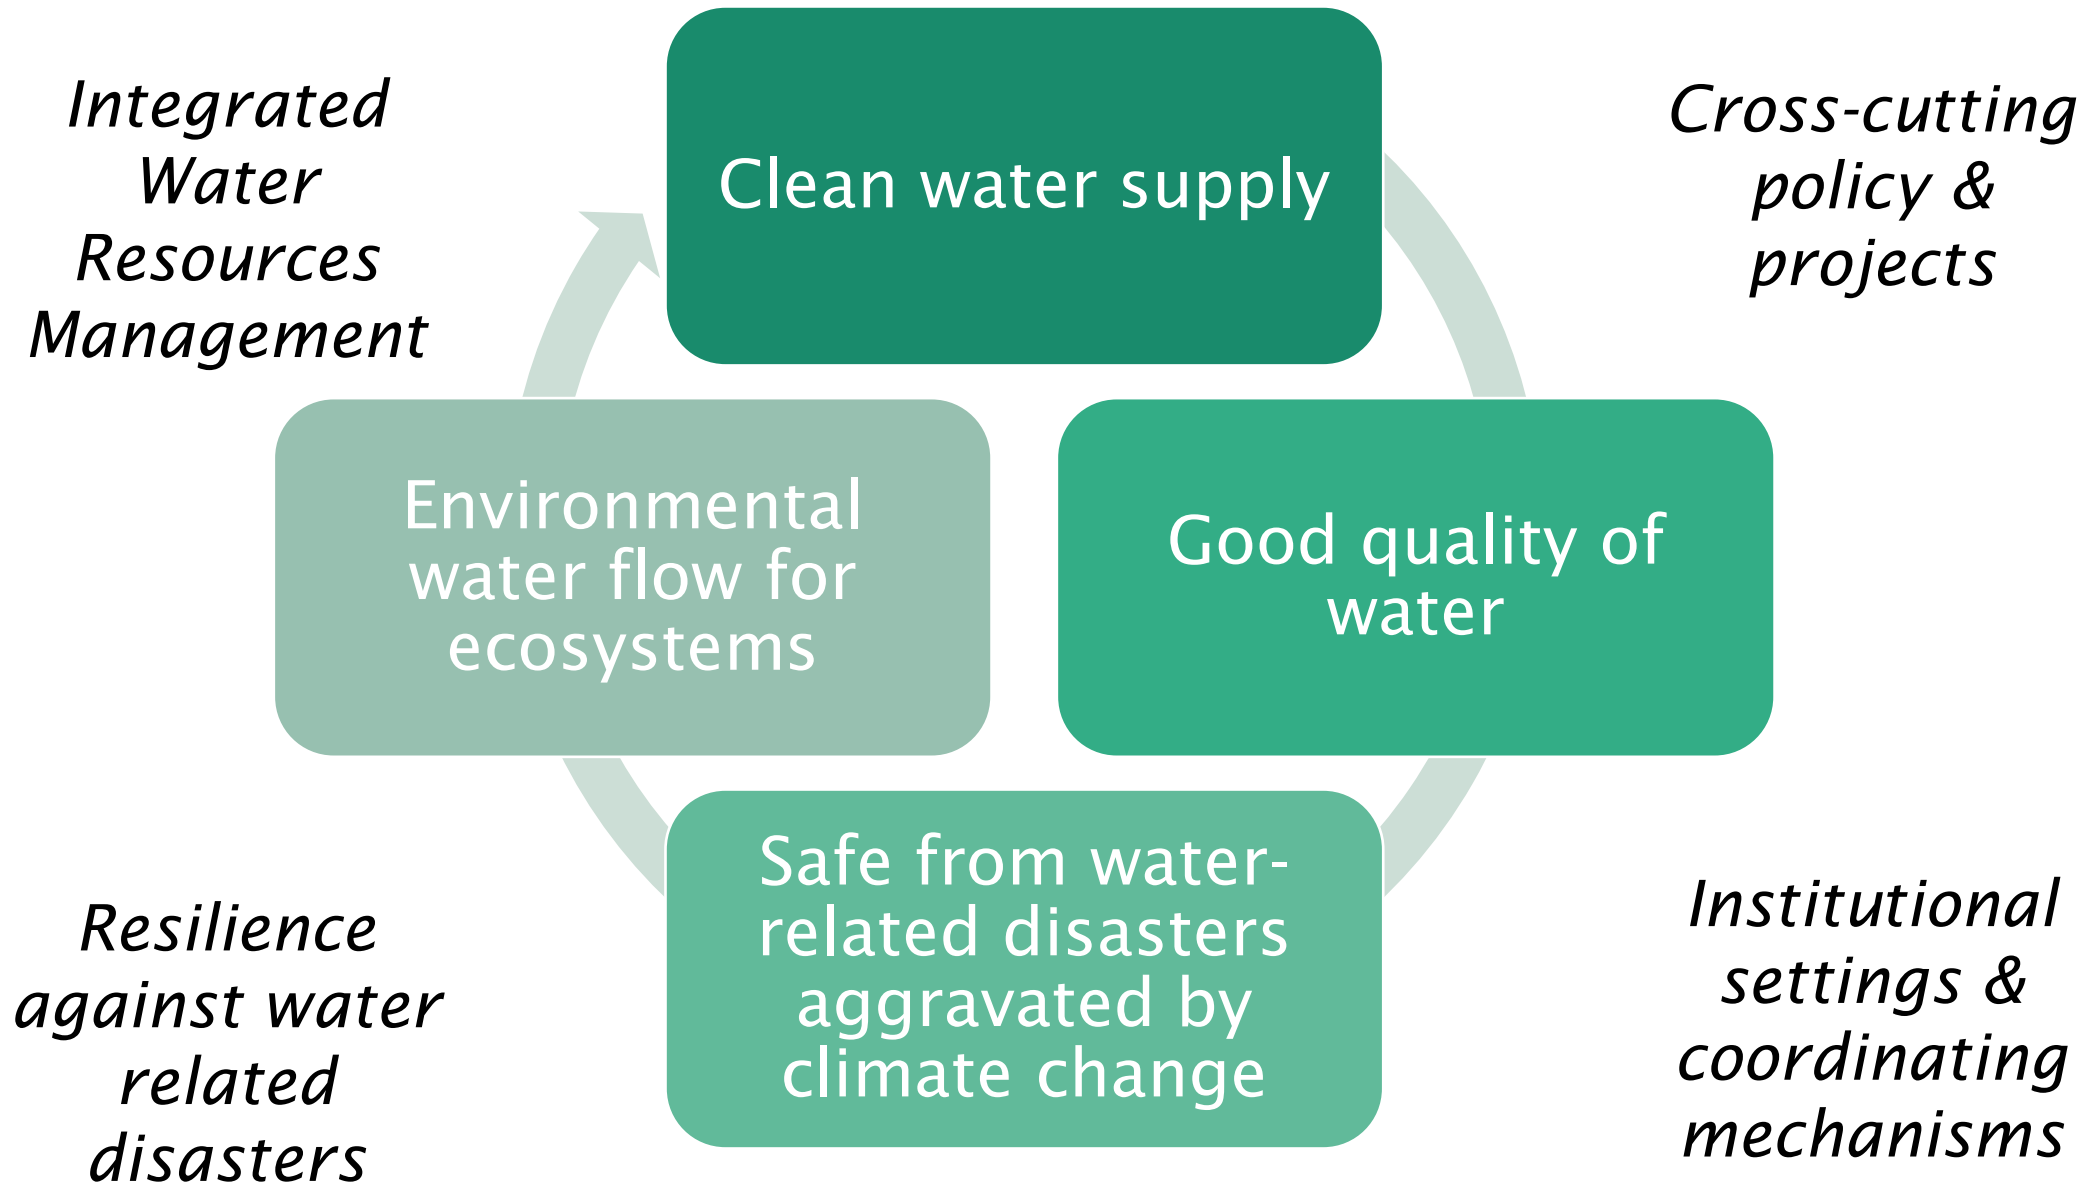 Integrated
Water
Resources
Management
Clean water supply
Cross-cutting
policy &
projects
Environmental
water flow for
ecosystems
Good quality of
water
Resilience
against water
related
disasters
Safe from water-
related disasters
aggravated by
climate change
Institutional
settings &
coordinating
mechanisms